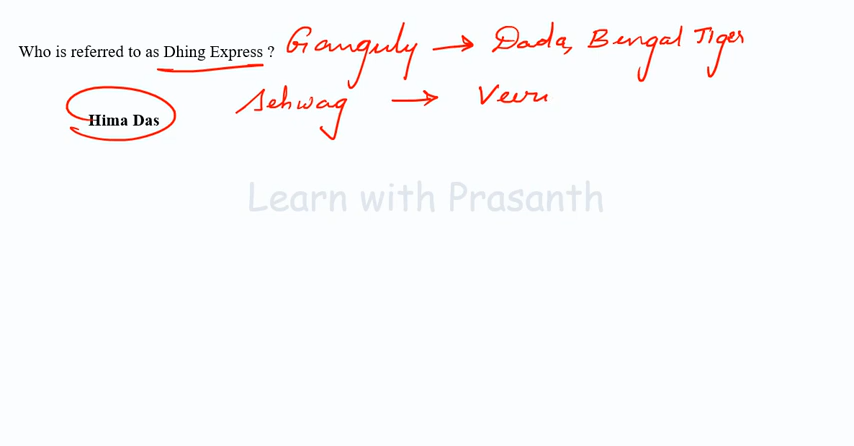 Who is referred to as Dhing Express ? Ganguly → Dada, Bengal Tiger
Sehwag → Veeru
Hima Das
Learn with Prasanth